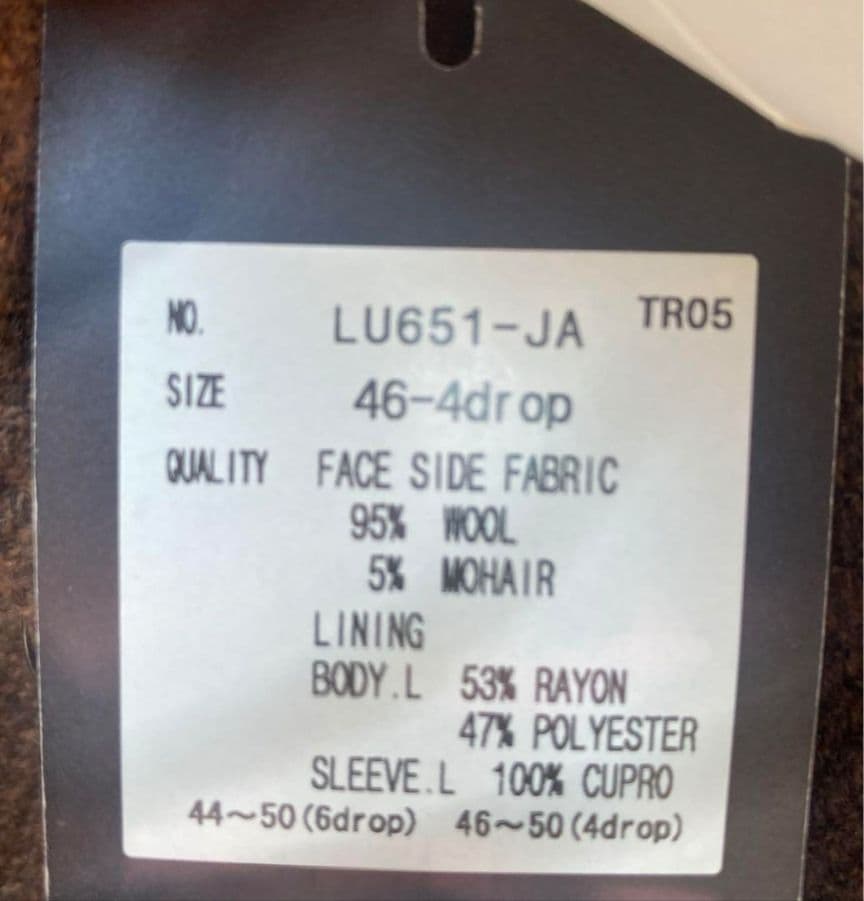 NO. LU651-JA TR05
SIZE 46-4drop
QUALITY FACE SIDE FABRIC
95% WOOL
5% MOHAIR
LINING
BODY.L 53% RAYON
47% POLYESTER
SLEEVE.L 100% CUPRO
44～50(6drop) 46～50(4drop)